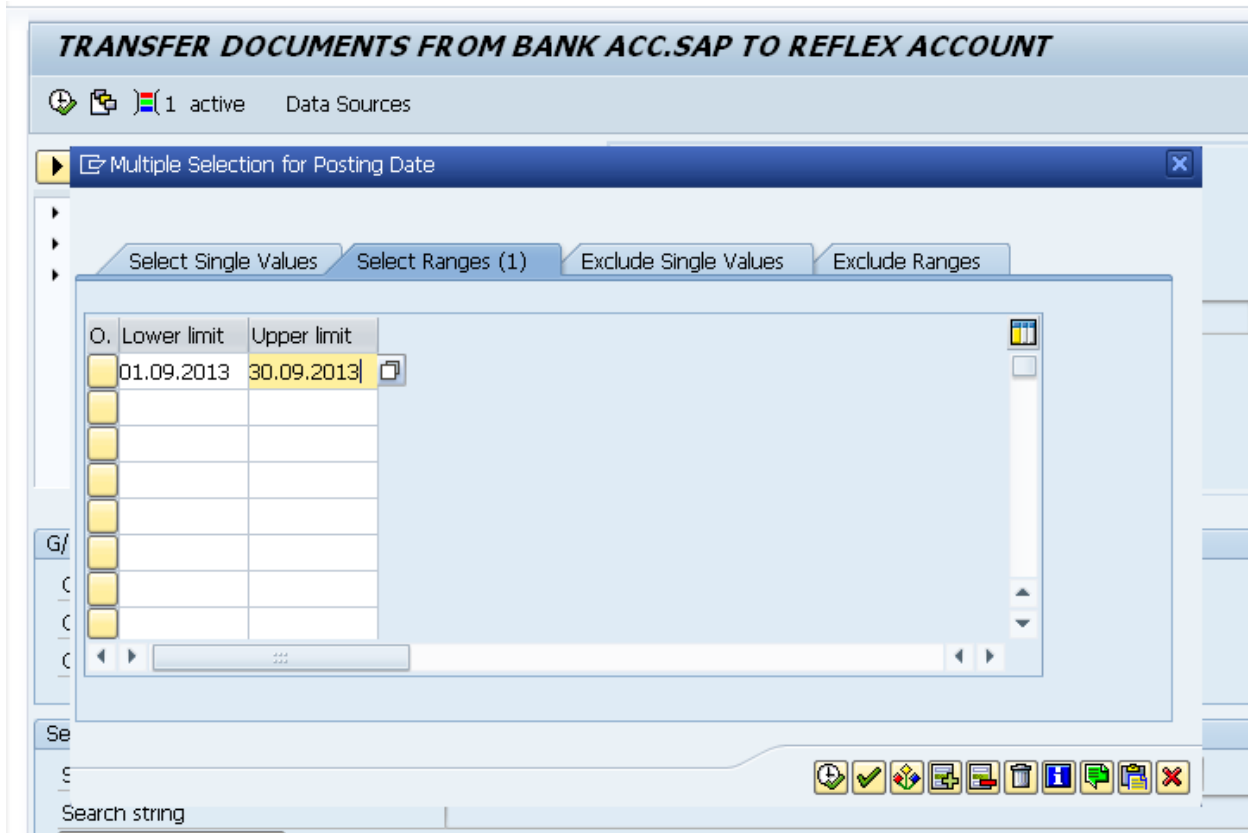 TRANSFER DOCUMENTS FROM BANK ACC.SAP TO REFLEX ACCOUNT
1 active Data Sources
Multiple Selection for Posting Date
Select Single Values Select Ranges (1) Exclude Single Values Exclude Ranges
O. Lower limit Upper limit
01.09.2013 30.09.2013
G/
Se
Search string